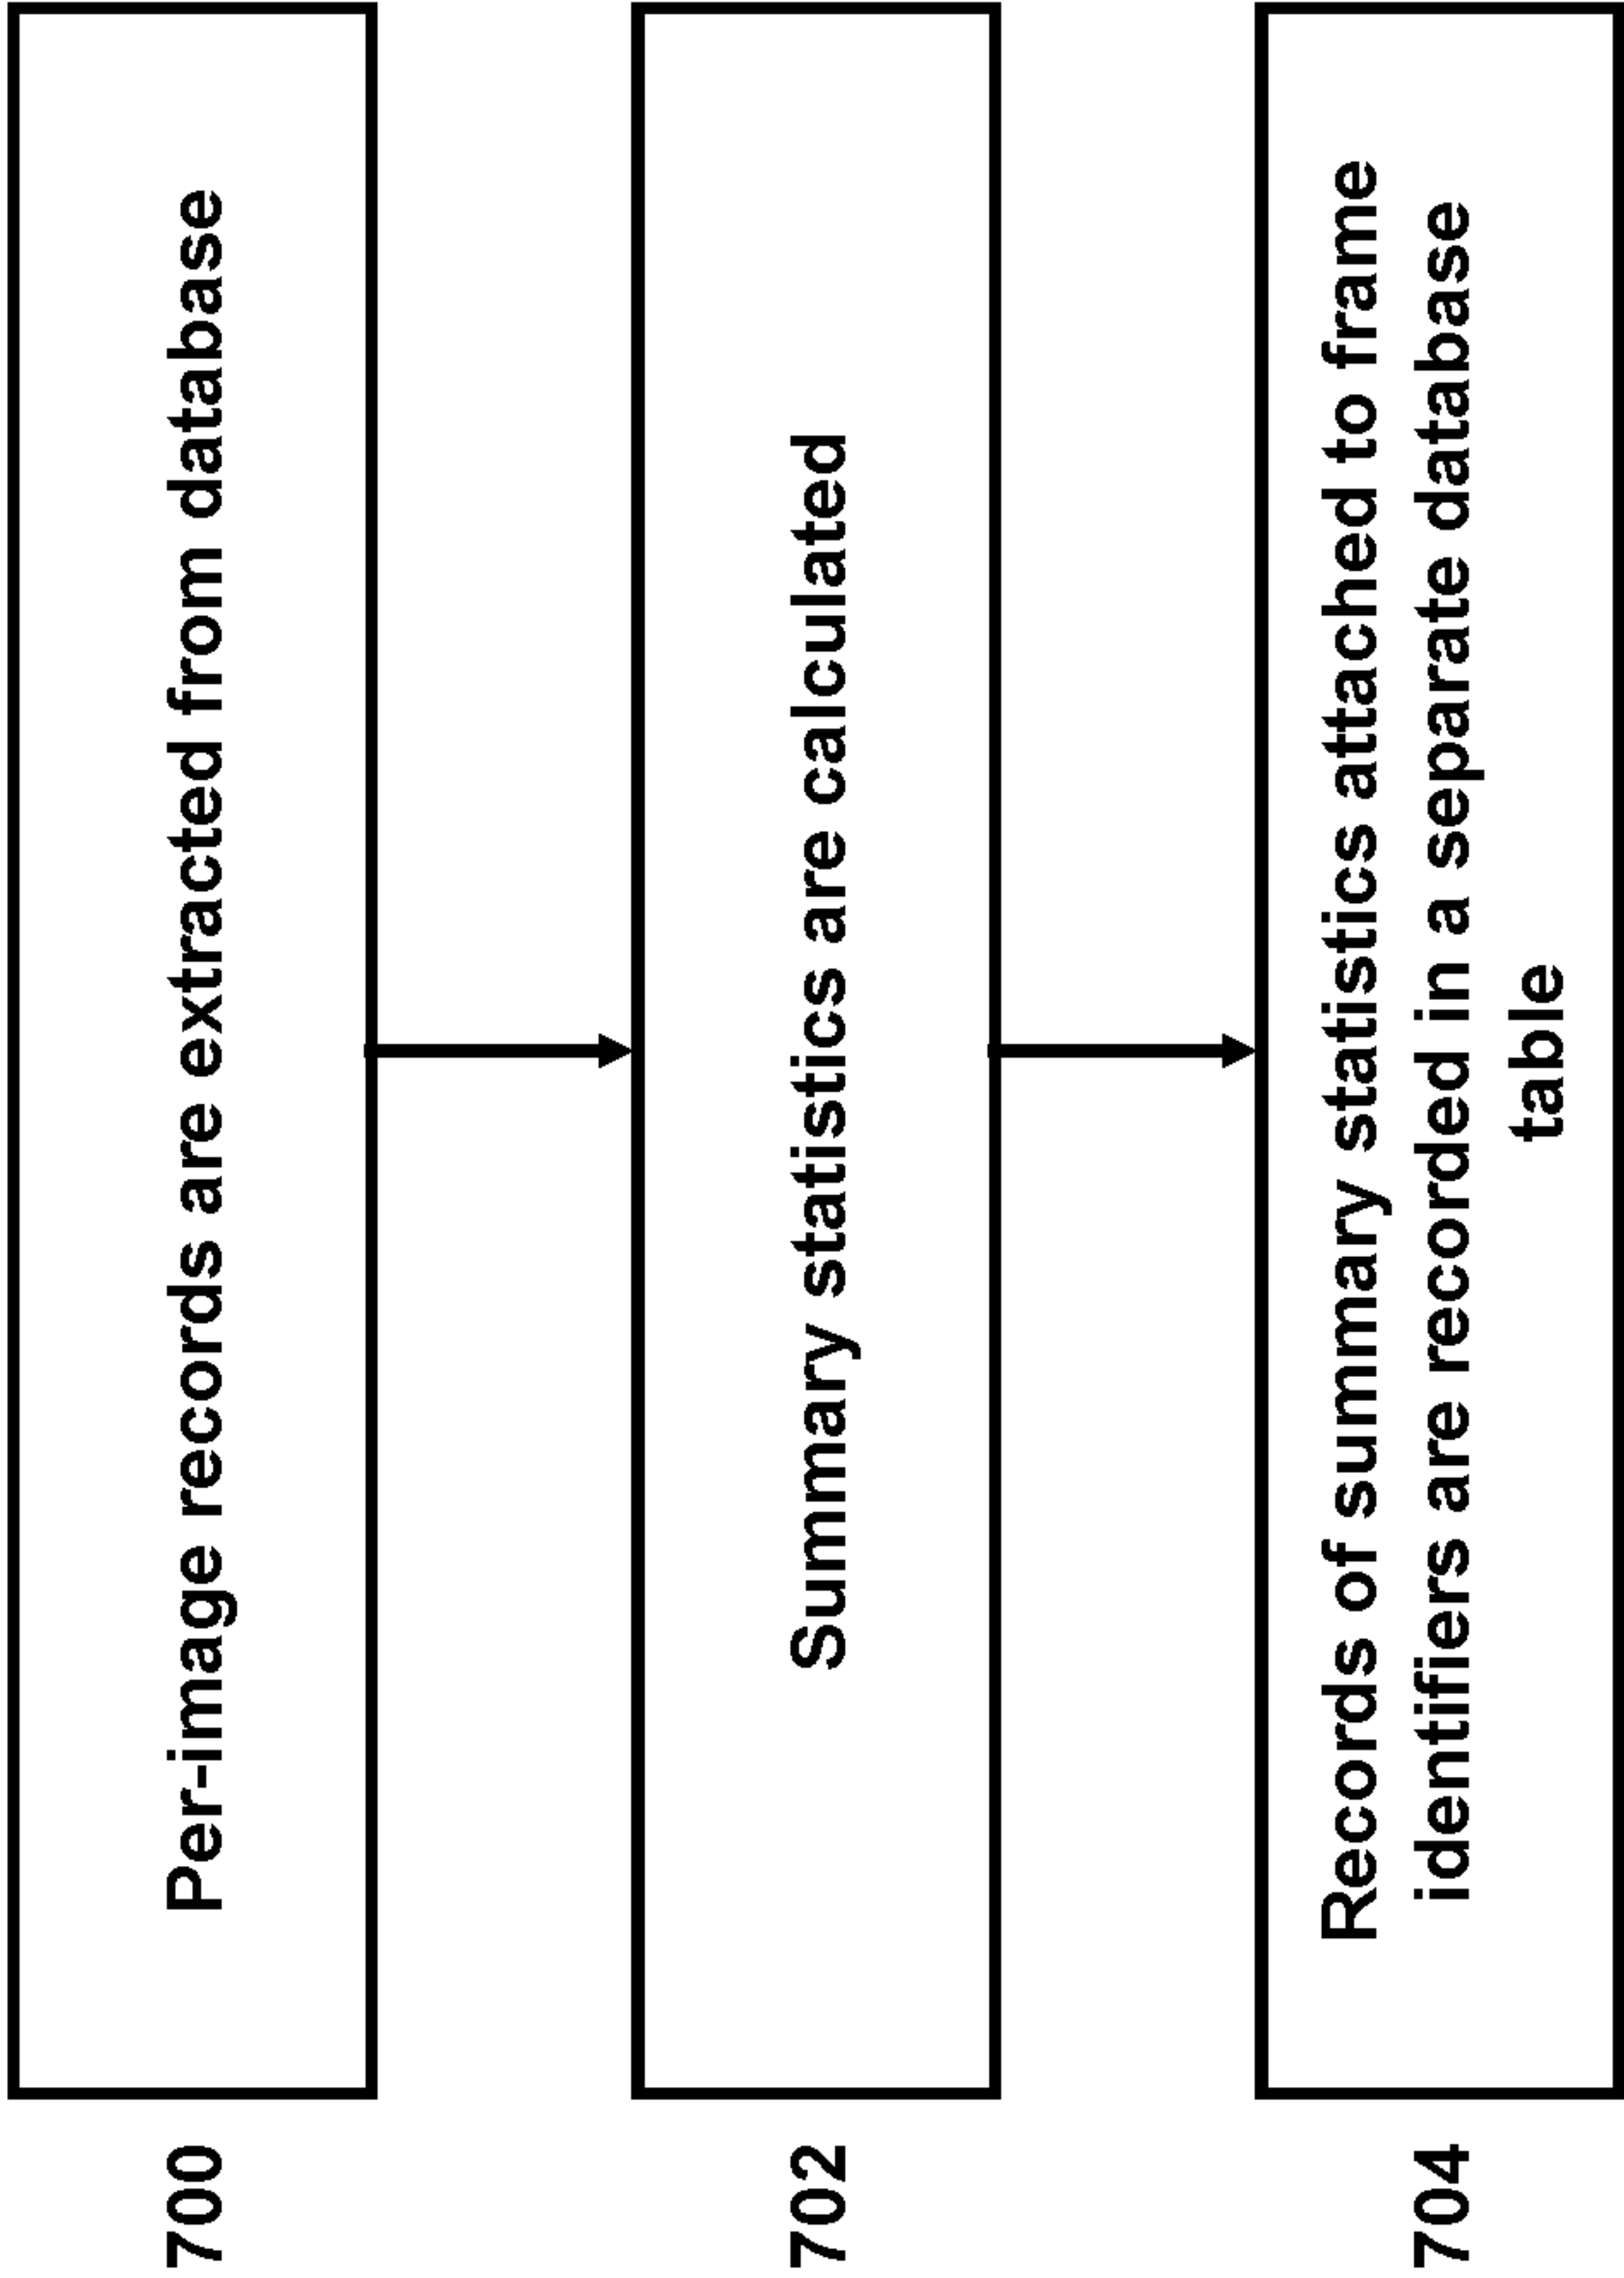 700
Per-image records are extracted from database
702
Summary statistics are calculated
704
Records of summary statistics attached to frame
identifiers are recorded in a separate database
table